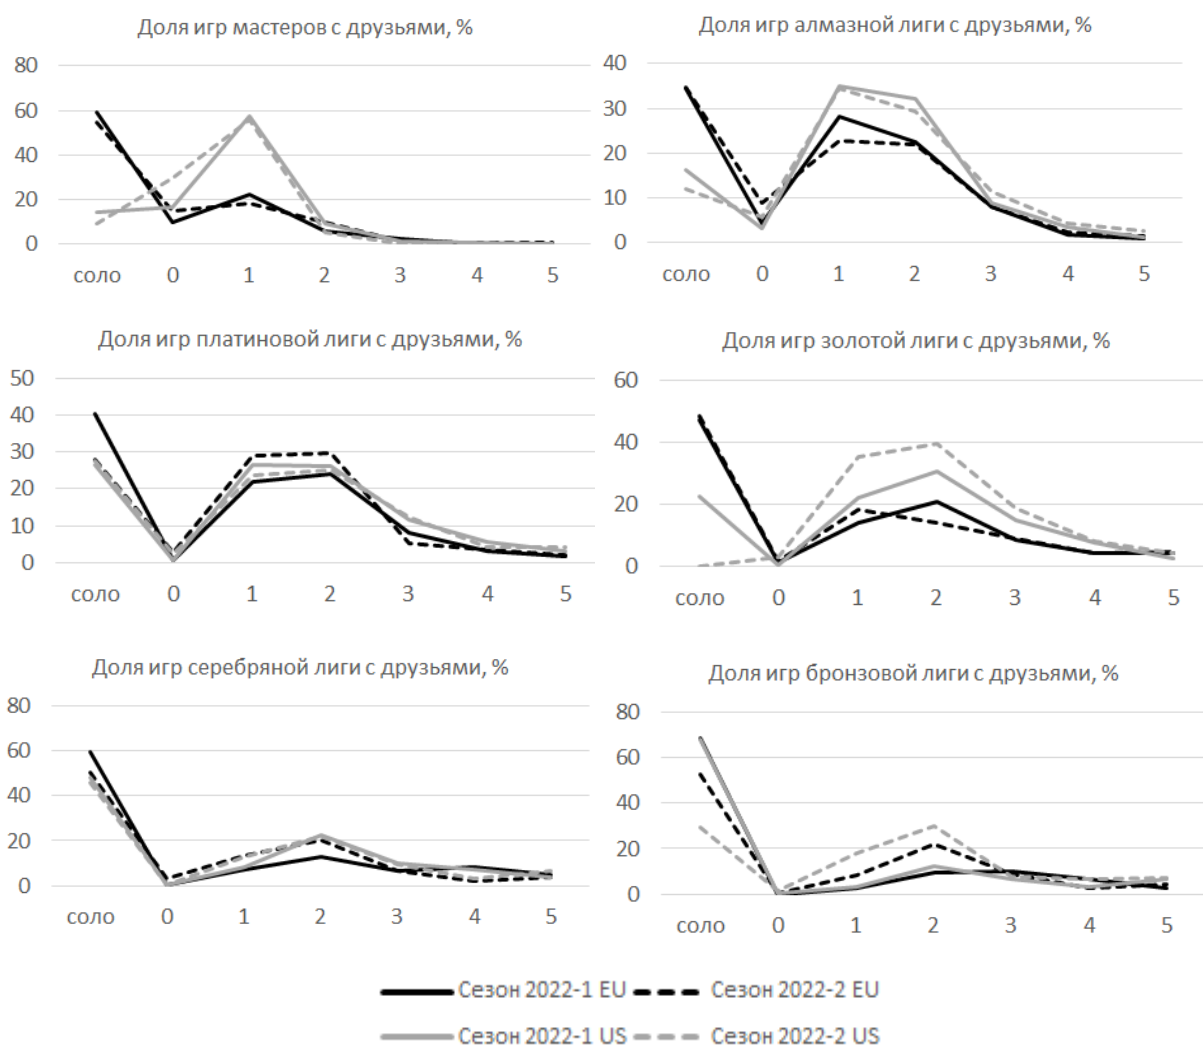 Доля игр мастеров с друзьями, %
80
60
40
20
0
соло 0 1 2 3 4 5
Доля игр алмазной лиги с друзьями, %
40
30
20
10
0
соло 0 1 2 3 4 5
Доля игр платиновой лиги с друзьями, %
50
40
30
20
10
0
соло 0 1 2 3 4 5
Доля игр золотой лиги с друзьями, %
60
40
20
0
соло 0 1 2 3 4 5
Доля игр серебряной лиги с друзьями, %
80
60
40
20
0
соло 0 1 2 3 4 5
Доля игр бронзовой лиги с друзьями, %
80
60
40
20
0
соло 0 1 2 3 4 5
Сезон 2022-1 EU Сезон 2022-2 EU
Сезон 2022-1 US Сезон 2022-2 US